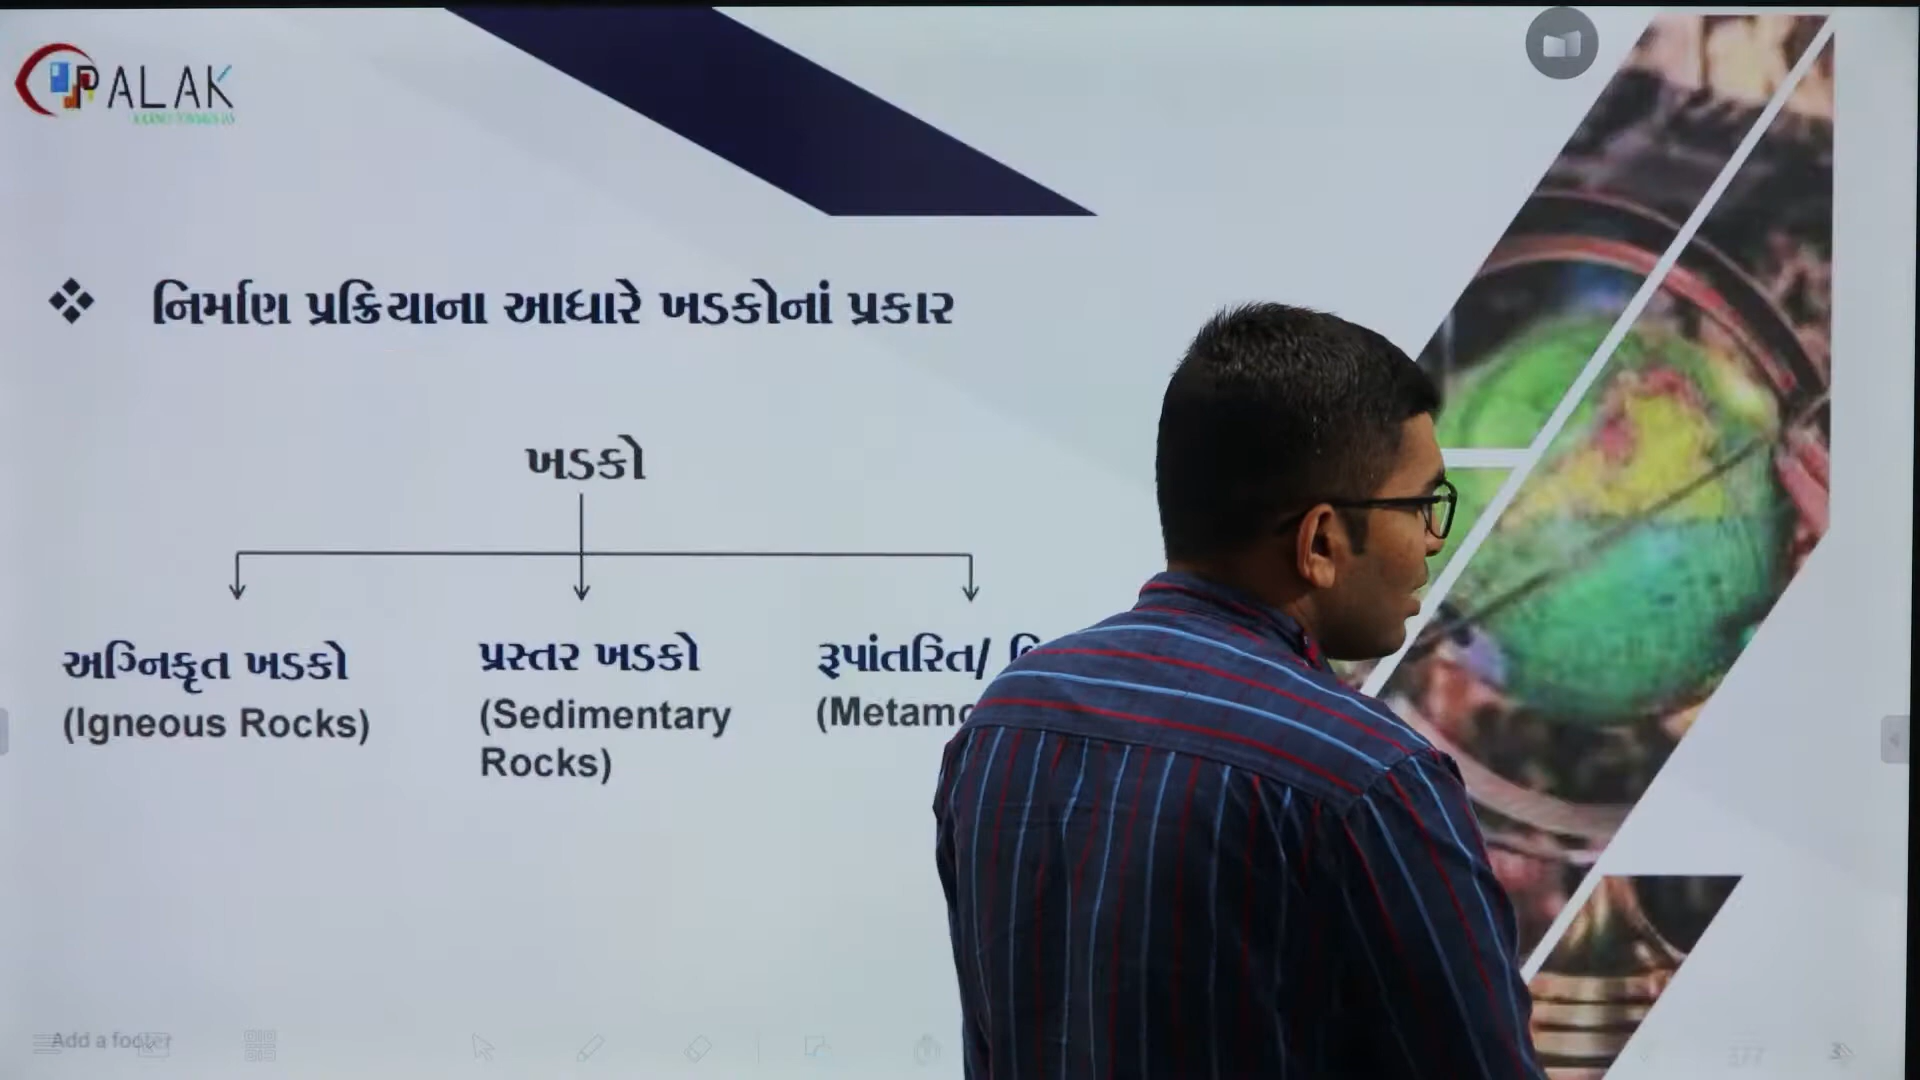 PALAK
નિર્માણ પ્રક્રિયાના આધારે ખડકોનાં પ્રકાર
ખડકો
અગ્નિકૃત ખડકો
(Igneous Rocks)
પ્રસ્તર ખડકો
(Sedimentary
Rocks)
રૂપાંતરિત/
(Metamo
Add a footer
3